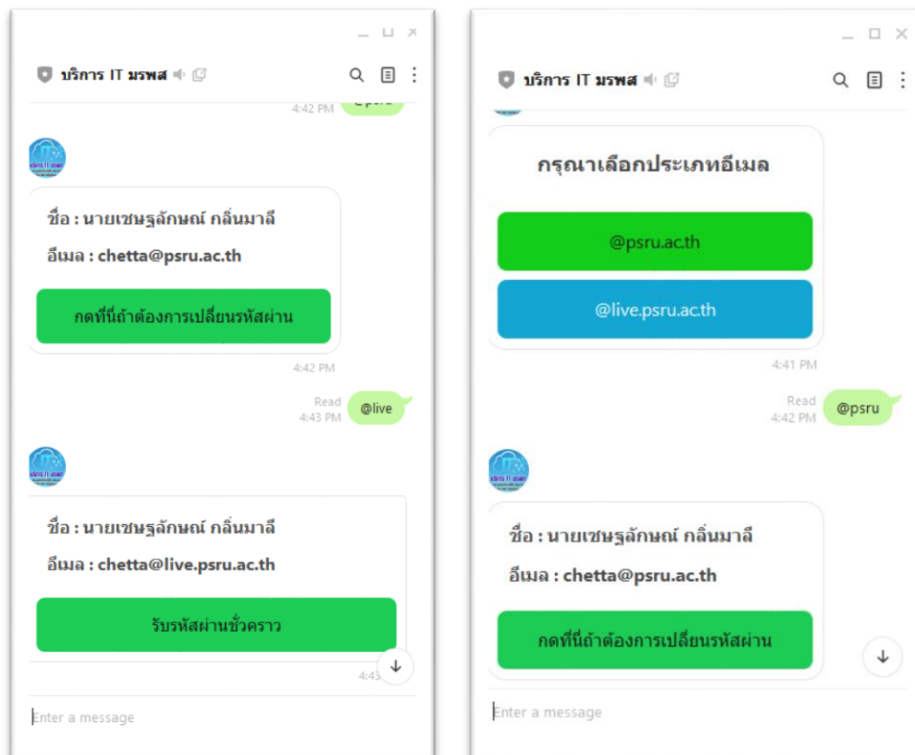 บริการ IT มรพส
4:42 PM
@psru
ชื่อ : นายเชษฐลักษณ์ กลิ่นมาลี
อีเมล : chetta@psru.ac.th
กดที่นี่ถ้าต้องการเปลี่ยนรหัสผ่าน
4:42 PM
Read
4:43 PM
@live
ชื่อ : นายเชษฐลักษณ์ กลิ่นมาลี
อีเมล : chetta@live.psru.ac.th
รับรหัสผ่านชั่วคราว
4:43
Enter a message
บริการ IT มรพส
กรุณาเลือกประเภทอีเมล
@psru.ac.th
@live.psru.ac.th
4:41 PM
Read
4:42 PM
@psru
ชื่อ : นายเชษฐลักษณ์ กลิ่นมาลี
อีเมล : chetta@psru.ac.th
กดที่นี่ถ้าต้องการเปลี่ยนรหัสผ่าน
Enter a message